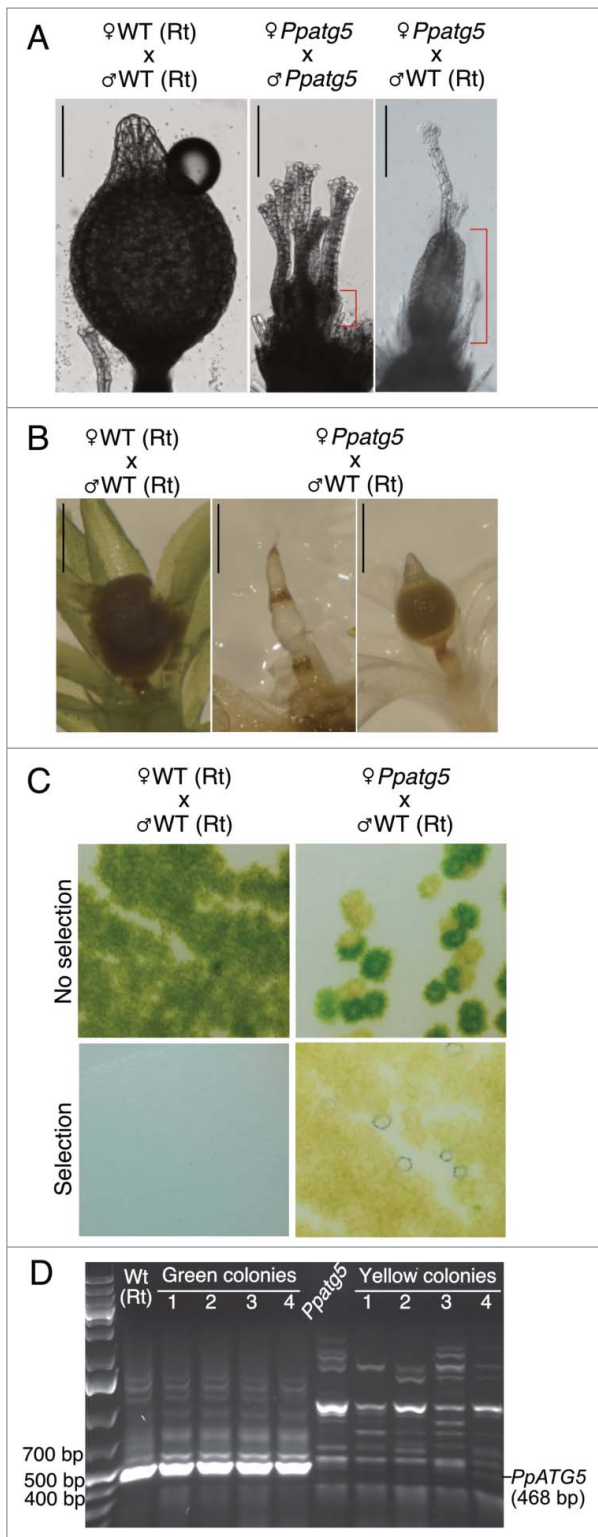 A
♀WT (Rt)
x
♂WT (Rt)
♀Ppatg5
x
♂Ppatg5
♀Ppatg5
x
♂WT (Rt)
B
♀WT (Rt)
x
♂WT (Rt)
♀Ppatg5
x
♂WT (Rt)
C
♀WT (Rt)
x
♂WT (Rt)
♀Ppatg5
x
♂WT (Rt)
No selection
Selection
D
Wt
(Rt)
Green colonies
1 2 3 4
Ppatg5
Yellow colonies
1 2 3 4
700 bp
500 bp
400 bp
PpATG5
(468 bp)